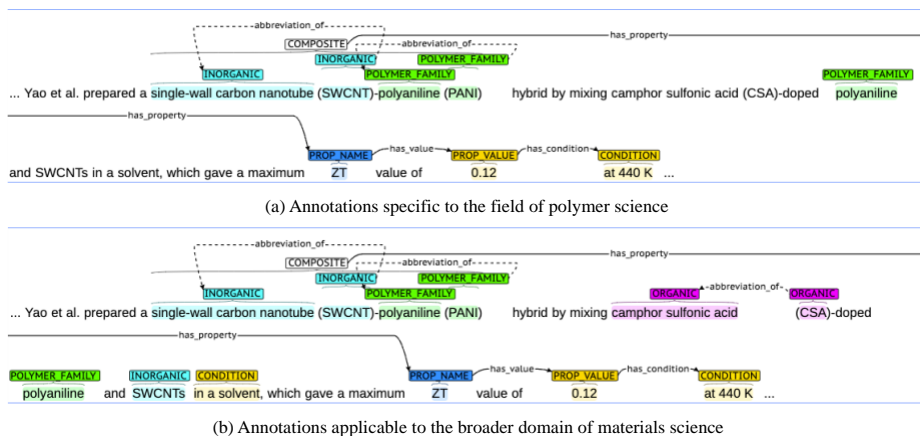 abbreviation_of
COMPOSITE abbreviation_of has_property
INORGANIC POLYMER_FAMILY
INORGANIC POLYMER_FAMILY POLYMER_FAMILY
... Yao et al. prepared a single-wall carbon nanotube (SWCNT)-polyaniline (PANI) hybrid by mixing camphor sulfonic acid (CSA)-doped polyaniline
has_property
PROP_NAME has_value PROP_VALUE has_condition CONDITION
and SWCNTs in a solvent, which gave a maximum ZT value of 0.12 at 440 K ...
(a) Annotations specific to the field of polymer science
abbreviation_of
COMPOSITE abbreviation_of has_property
INORGANIC POLYMER_FAMILY
INORGANIC POLYMER_FAMILY ORGANIC abbreviation_of ORGANIC
... Yao et al. prepared a single-wall carbon nanotube (SWCNT)-polyaniline (PANI) hybrid by mixing camphor sulfonic acid (CSA)-doped
has_property
POLYMER_FAMILY INORGANIC CONDITION PROP_NAME has_value PROP_VALUE has_condition CONDITION
polyaniline and SWCNTs in a solvent, which gave a maximum ZT value of 0.12 at 440 K ...
(b) Annotations applicable to the broader domain of materials science